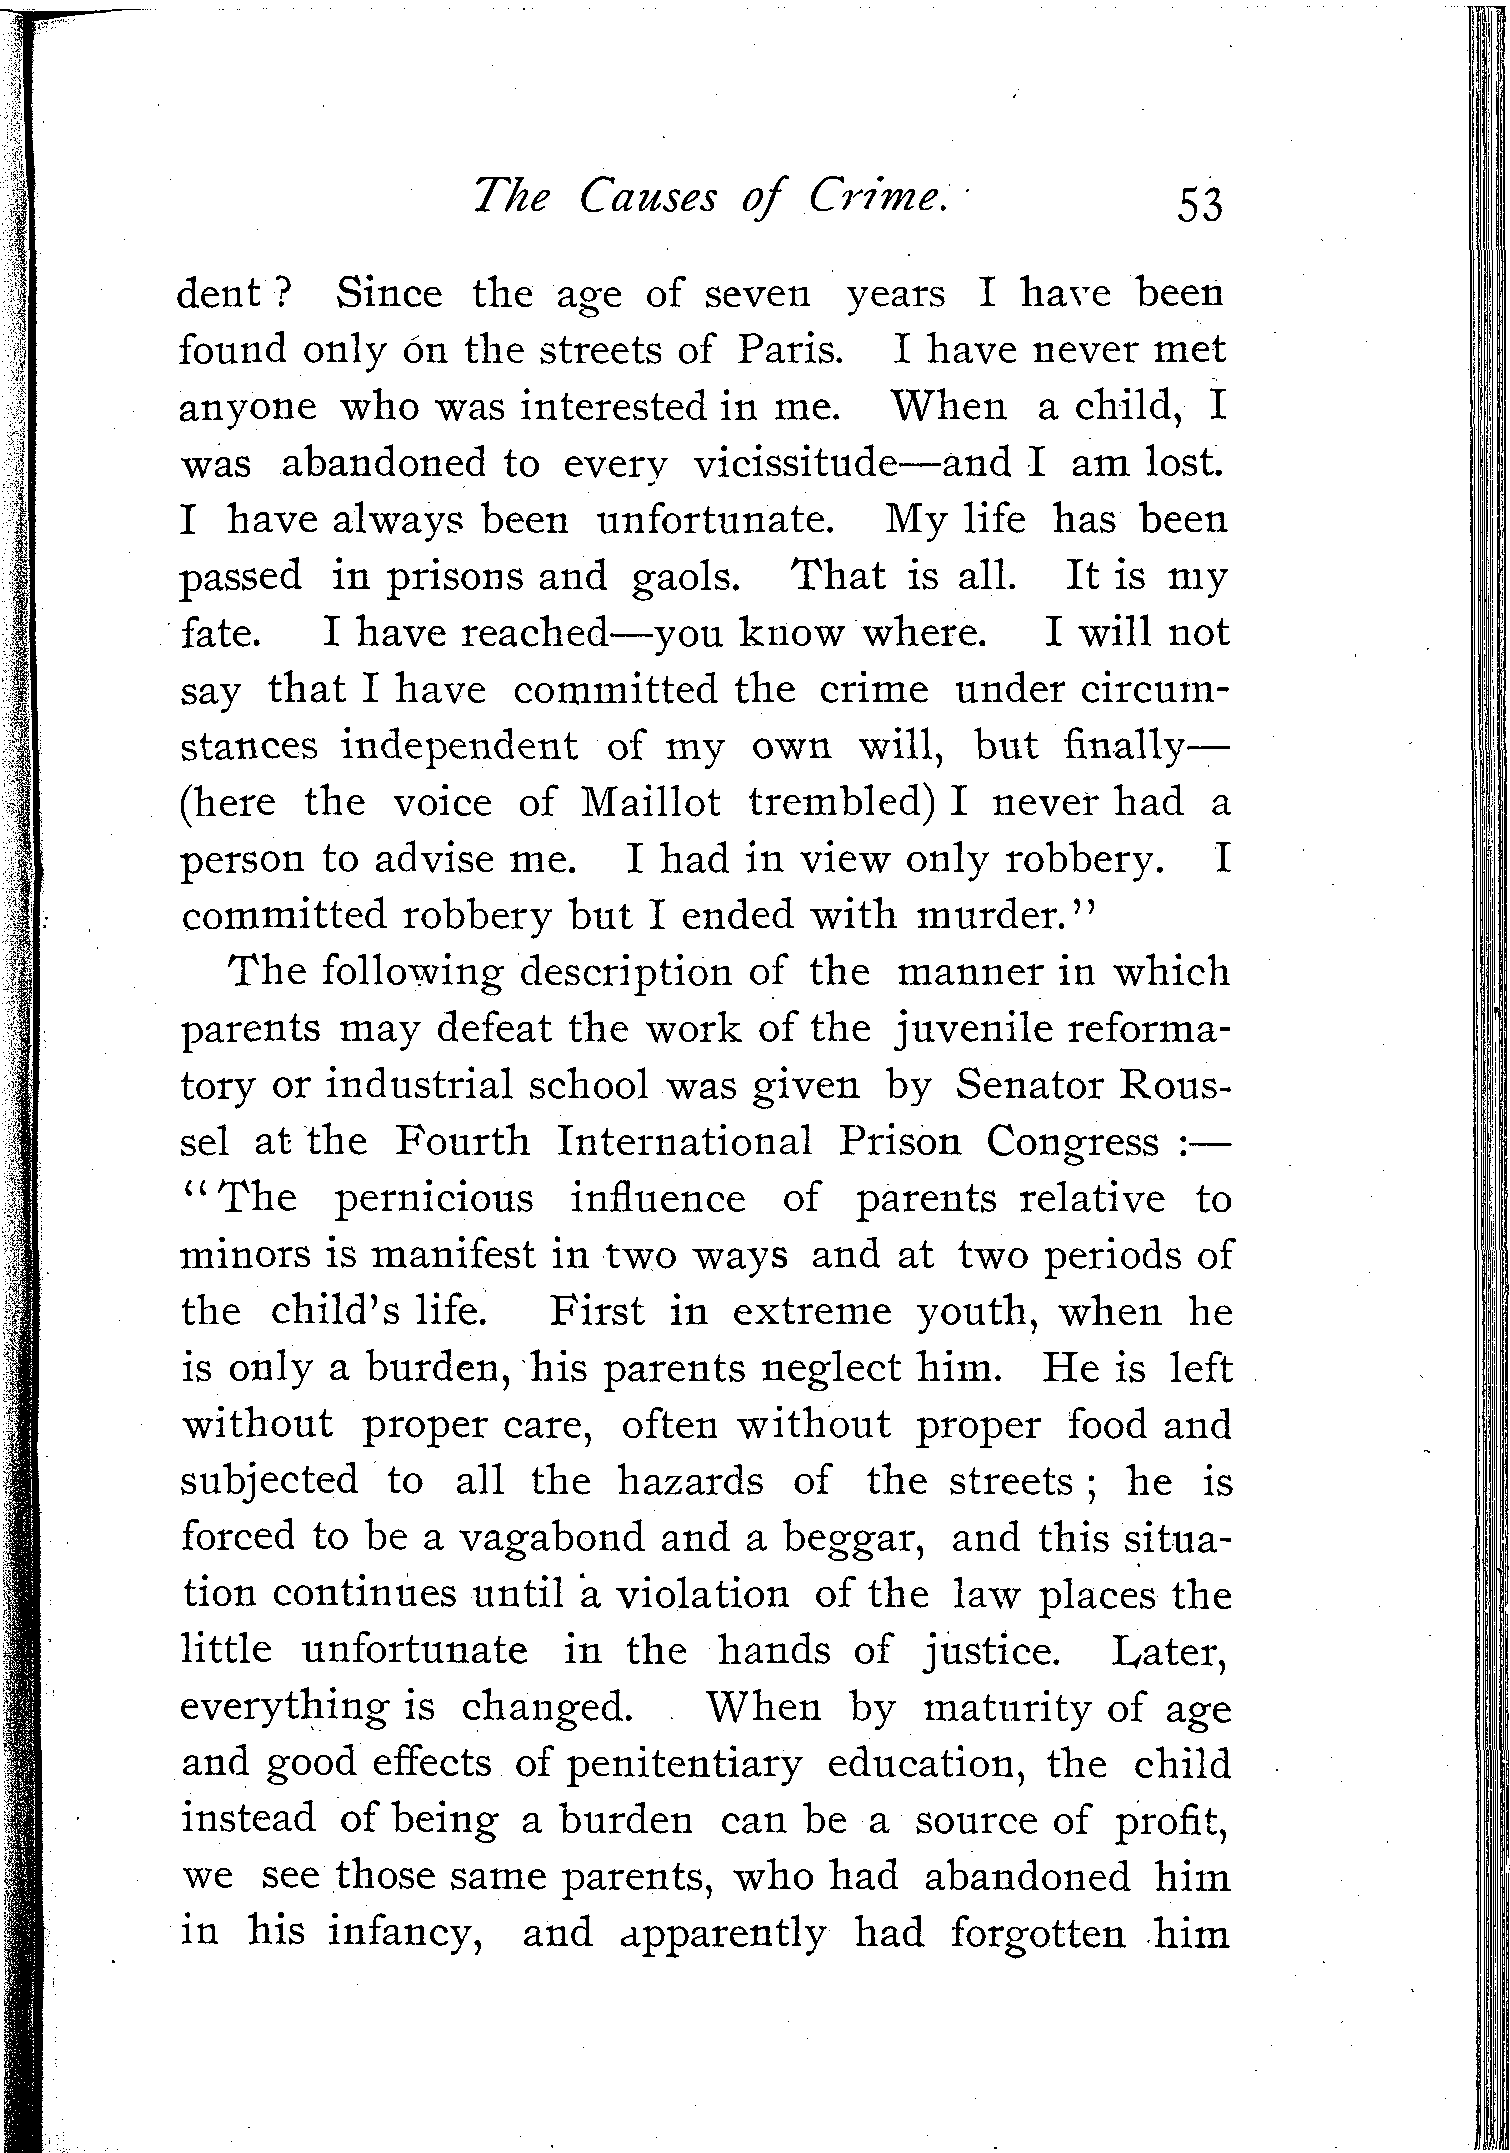 The Causes of Crime. 53
dent ? Since the age of seven years I have been
found only on the streets of Paris. I have never met
anyone who was interested in me. When a child, I
was abandoned to every vicissitude—and I am lost.
I have always been unfortunate. My life has been
passed in prisons and gaols. That is all. It is my
fate. I have reached—you know where. I will not
say that I have committed the crime under circum-
stances independent of my own will, but finally—
(here the voice of Maillot trembled) I never had a
person to advise me. I had in view only robbery. I
committed robbery but I ended with murder."
The following description of the manner in which
parents may defeat the work of the juvenile reforma-
tory or industrial school was given by Senator Rous-
sel at the Fourth International Prison Congress :—
"The pernicious influence of parents relative to
minors is manifest in two ways and at two periods of
the child's life. First in extreme youth, when he
is only a burden, his parents neglect him. He is left
without proper care, often without proper food and
subjected to all the hazards of the streets ; he is
forced to be a vagabond and a beggar, and this situa-
tion continues until a violation of the law places the
little unfortunate in the hands of justice. Later,
everything is changed. When by maturity of age
and good effects of penitentiary education, the child
instead of being a burden can be a source of profit,
we see those same parents, who had abandoned him
in his infancy, and apparently had forgotten him